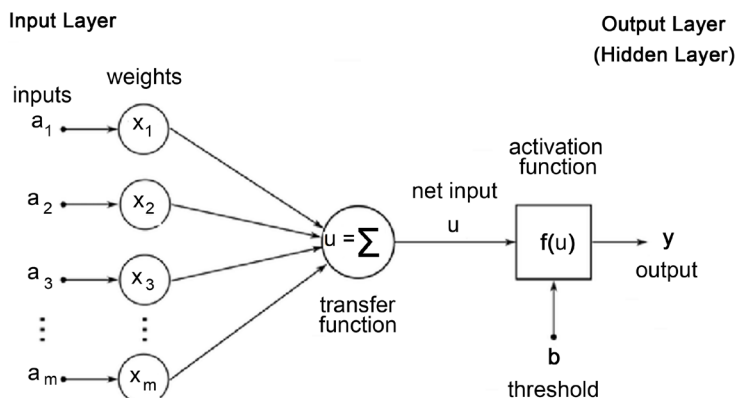 Input Layer
Output Layer
(Hidden Layer)
weights
inputs
a1
x1
a2
x2
a3
x3
am
xm
u = Σ
transfer
function
net input
u
activation
function
f(u)
y
output
b
threshold